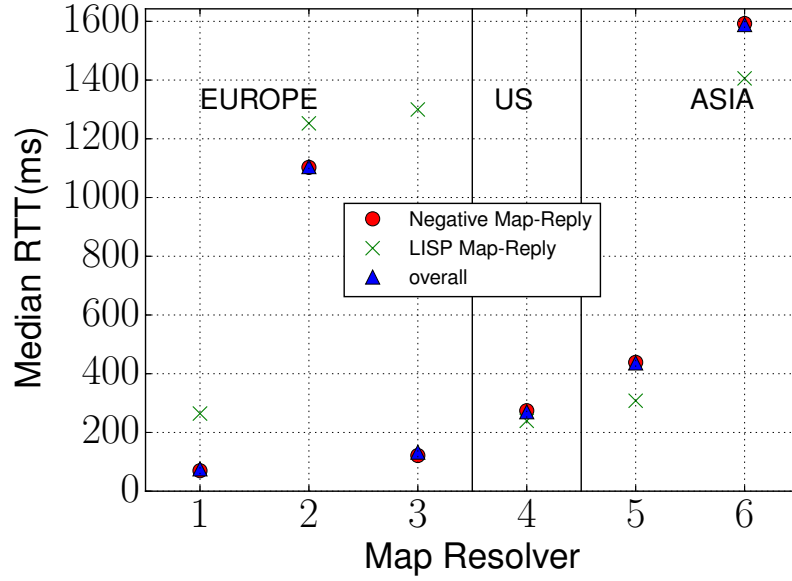 Median RTT(ms)
1600
1400
1200
1000
800
600
400
200
0
EUROPE
US
ASIA
Negative Map-Reply
LISP Map-Reply
overall
1 2 3 4 5 6
Map Resolver